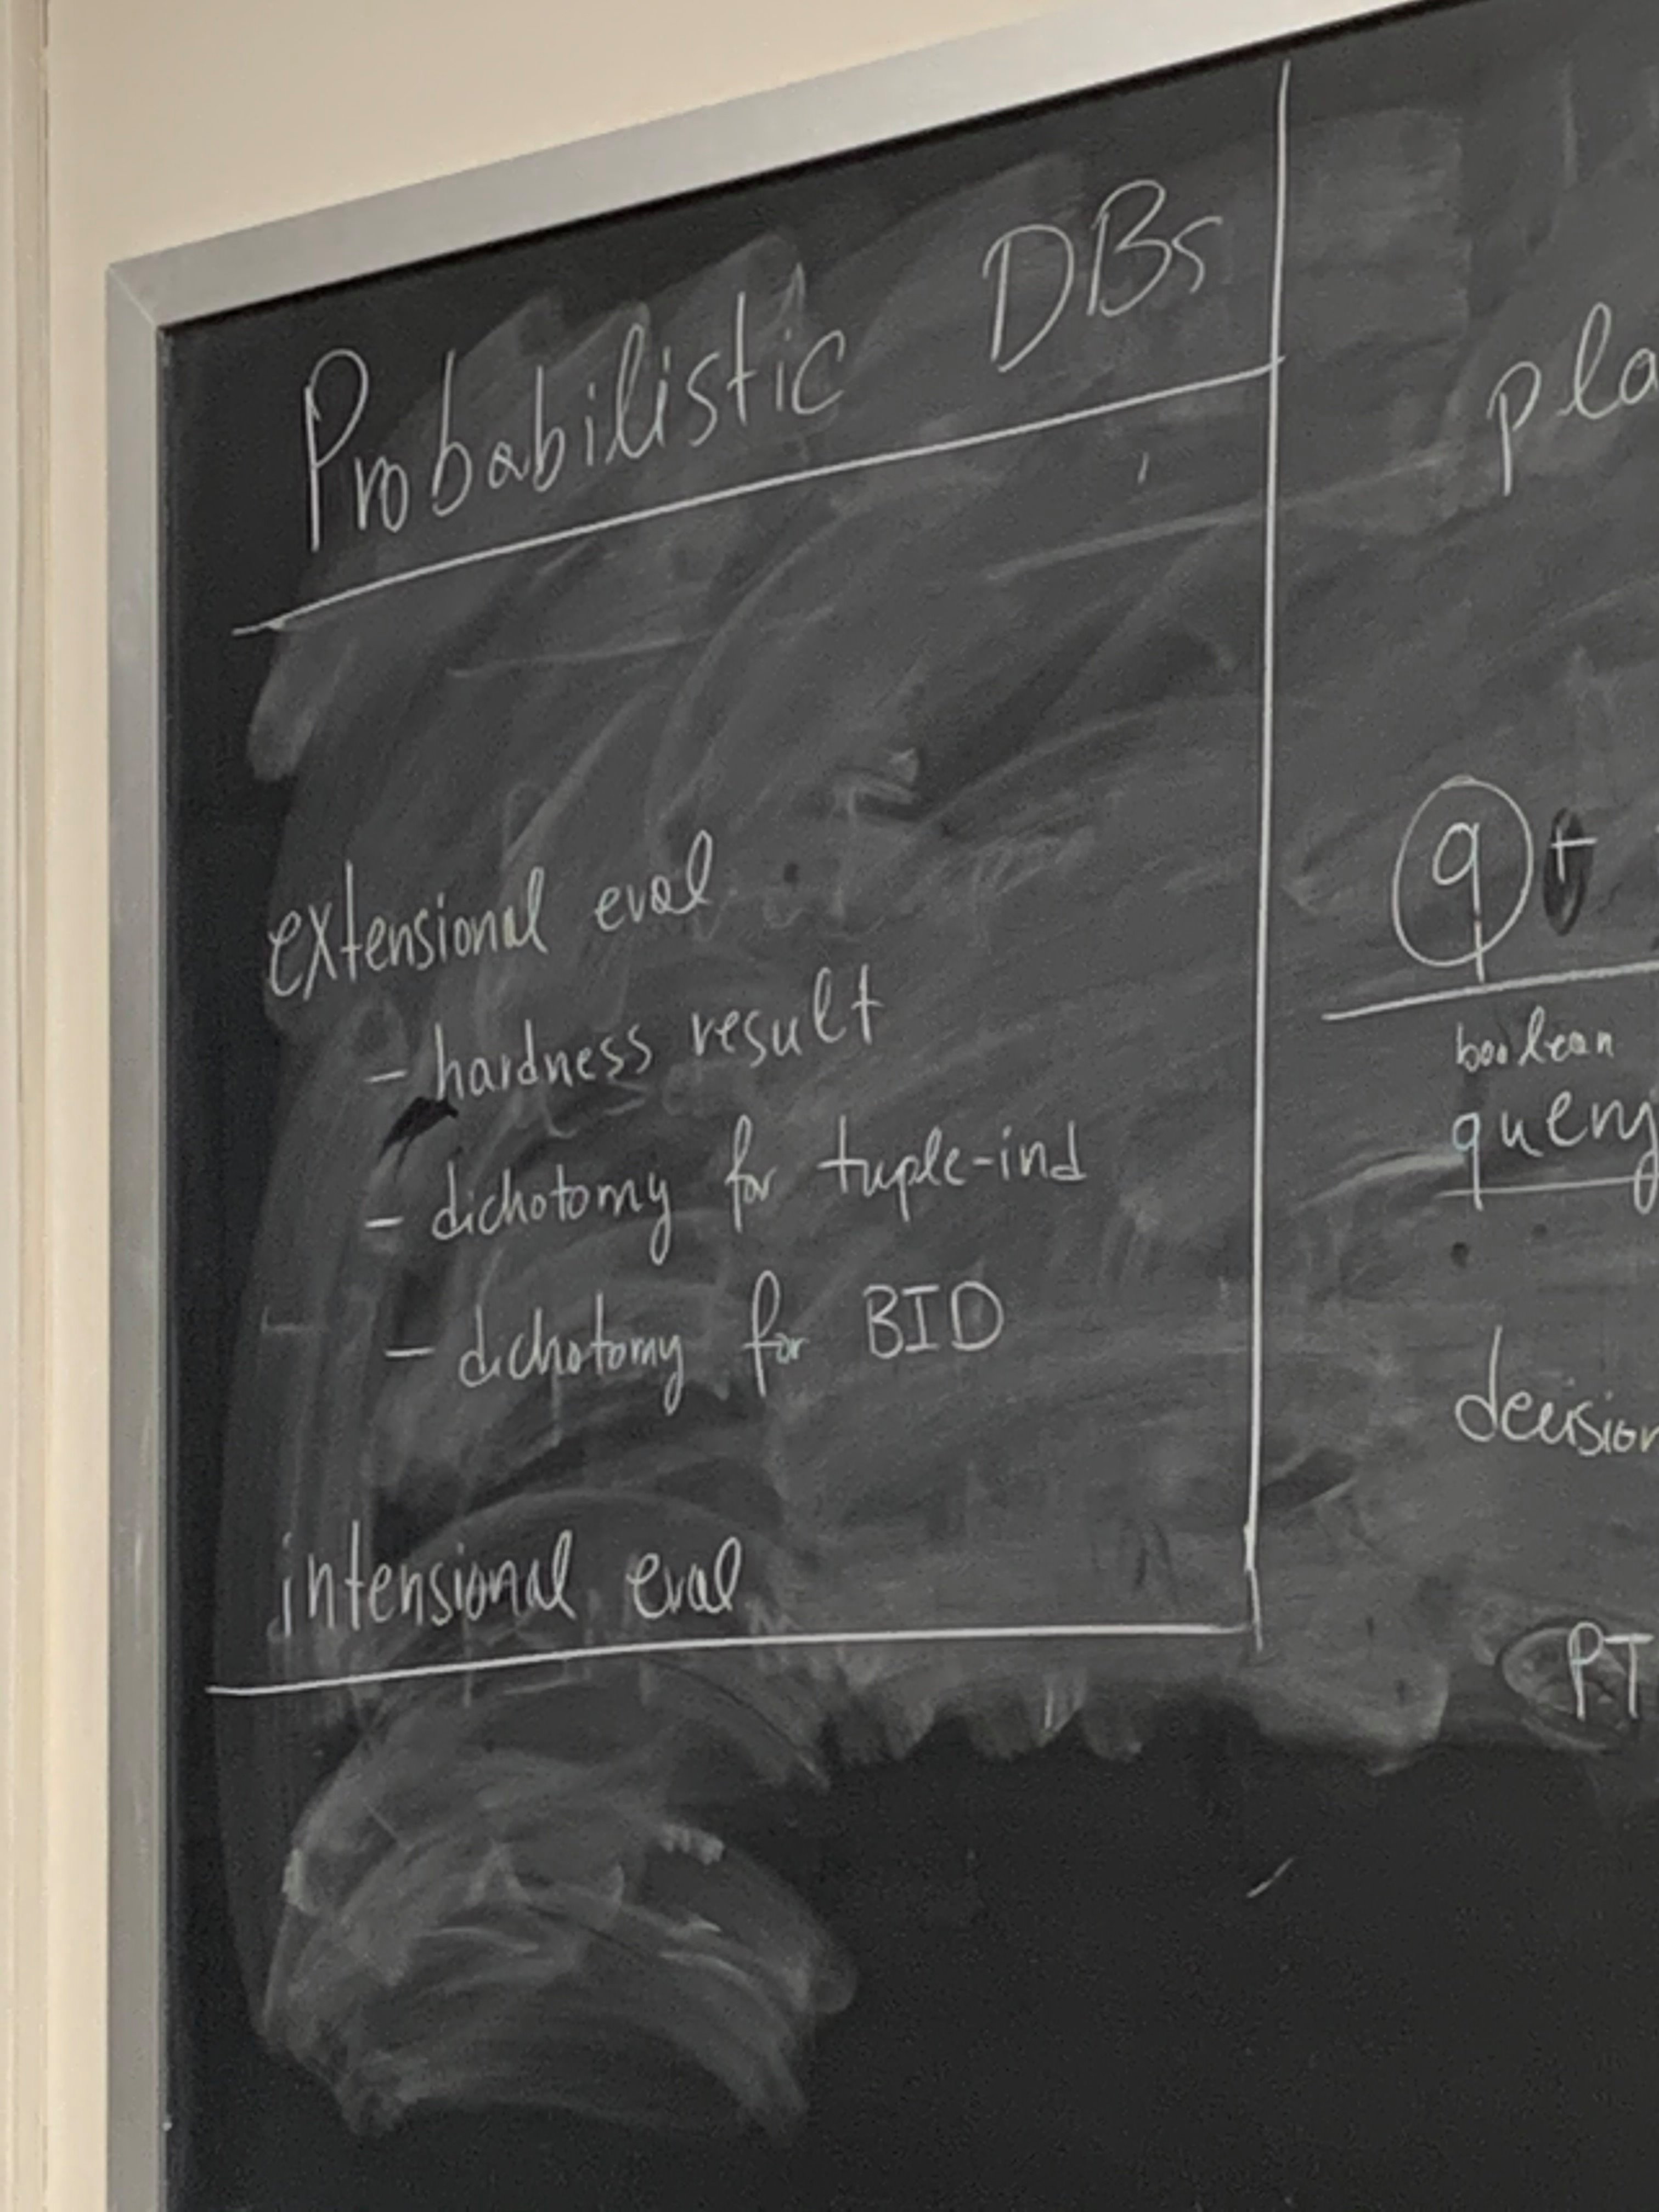 Probabilistic DBs
extensional eval
- hardness result
- dichotomy for tuple-ind
- dichotomy for BID
intensional eval
pla
q +
boolean
query
decision
PT